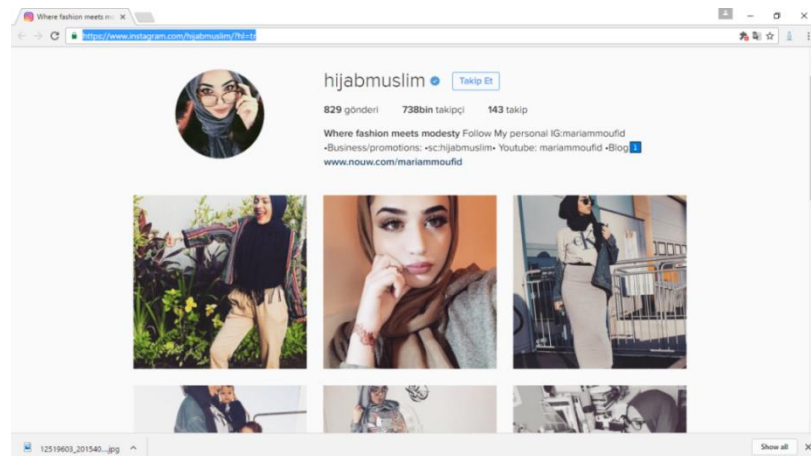 Where fashion meets m
https://www.instagram.com/hijabmuslim/?hl=tr
hijabmuslim Takip Et
829 gönderi 738bin takipçi 143 takip
Where fashion meets modesty Follow My personal IG:mariammoufid
•Business/promotions: •sc:hijabmuslim• Youtube: mariammoufid •Blog 1
www.nouw.com/mariammoufid
12519603_201540....jpg Show all